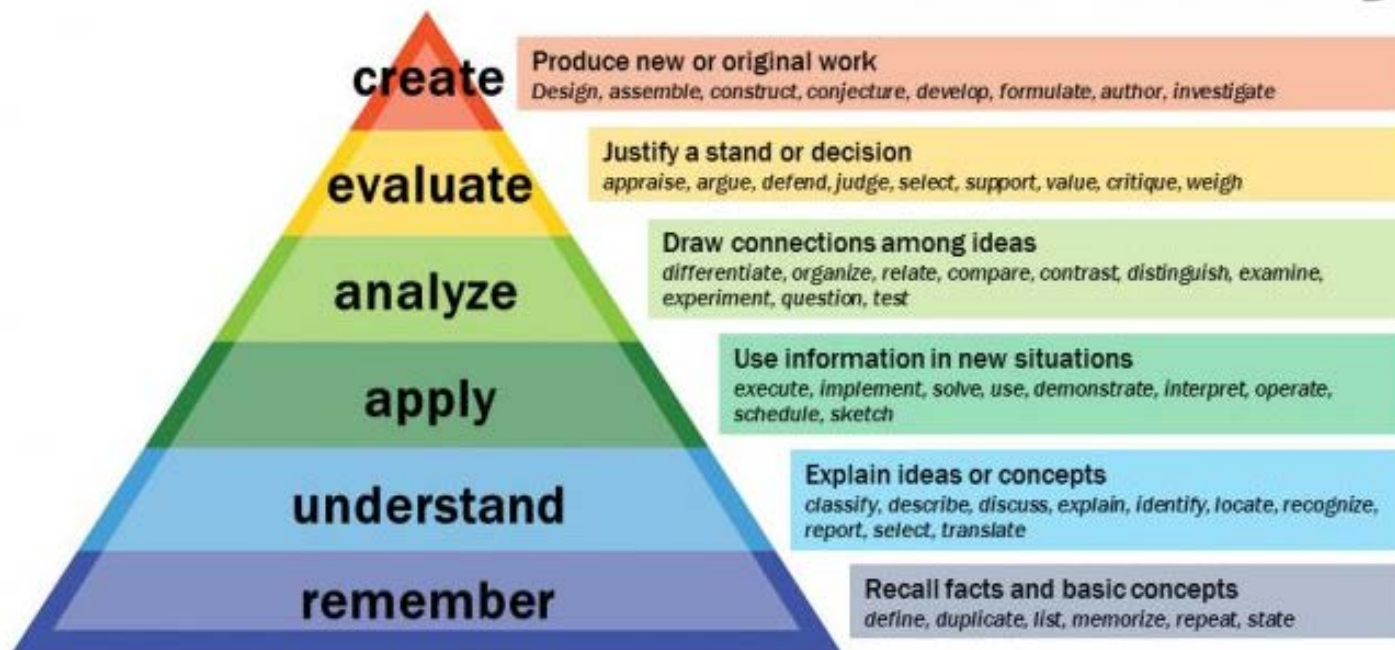 create
Produce new or original work
Design, assemble, construct, conjecture, develop, formulate, author, investigate
evaluate
Justify a stand or decision
appraise, argue, defend, judge, select, support, value, critique, weigh
analyze
Draw connections among ideas
differentiate, organize, relate, compare, contrast, distinguish, examine,
experiment, question, test
apply
Use information in new situations
execute, implement, solve, use, demonstrate, interpret, operate,
schedule, sketch
understand
Explain ideas or concepts
classify, describe, discuss, explain, identify, locate, recognize,
report, select, translate
remember
Recall facts and basic concepts
define, duplicate, list, memorize, repeat, state